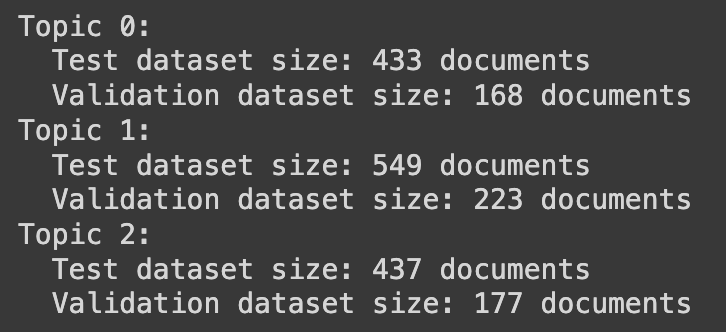 Topic 0:
  Test dataset size: 433 documents
  Validation dataset size: 168 documents
Topic 1:
  Test dataset size: 549 documents
  Validation dataset size: 223 documents
Topic 2:
  Test dataset size: 437 documents
  Validation dataset size: 177 documents